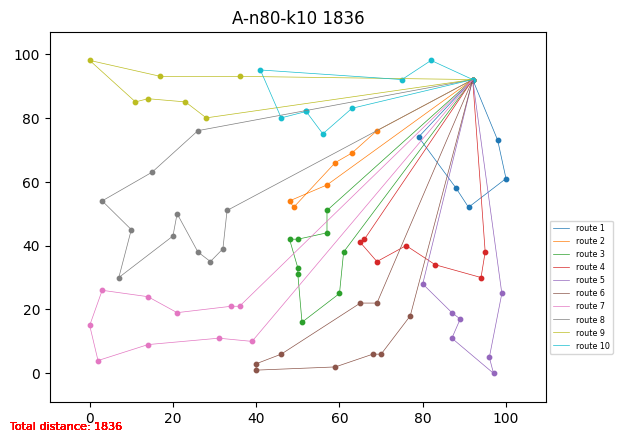 A-n80-k10 1836
100
80
60
40
20
0
0 20 40 60 80 100
route 1
route 2
route 3
route 4
route 5
route 6
route 7
route 8
route 9
route 10
Total distance: 1836